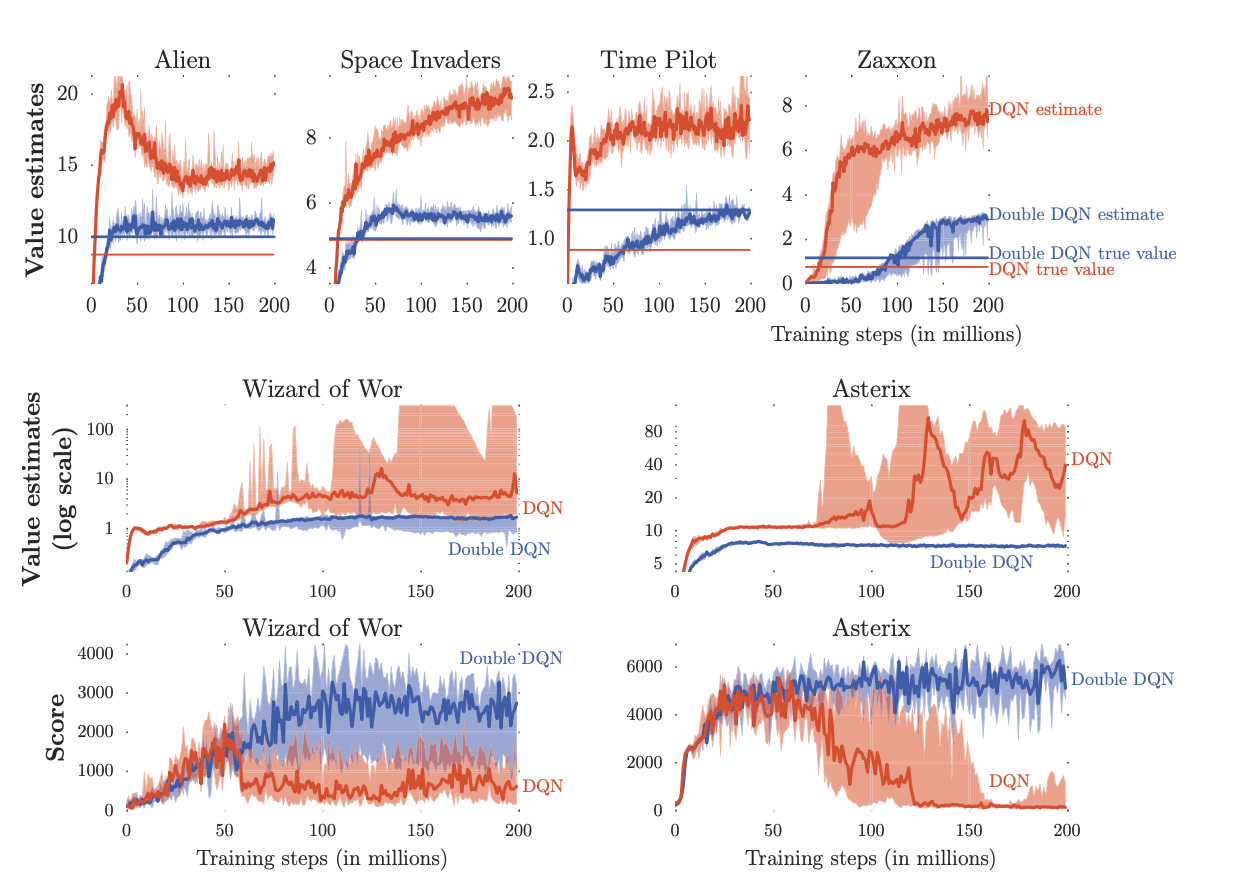 Alien
Space Invaders
Time Pilot
Zaxxon
Value estimates
20
15
10
0 50 100 150 200
8
6
4
0 50 100 150 200
2.5
2.0
1.5
1.0
0 50 100 150 200
8
6
4
2
0
0 50 100 150 200
DQN estimate
Double DQN estimate
Double DQN true value
DQN true value
Training steps (in millions)
Wizard of Wor
Value estimates
(log scale)
100
10
1
DQN
Double DQN
0 50 100 150 200
Asterix
80
40
20
10
5
DQN
Double DQN
0 50 100 150 200
Wizard of Wor
Score
4000
3000
2000
1000
0
Double DQN
DQN
0 50 100 150 200
Training steps (in millions)
Asterix
6000
4000
2000
0
Double DQN
DQN
0 50 100 150 200
Training steps (in millions)